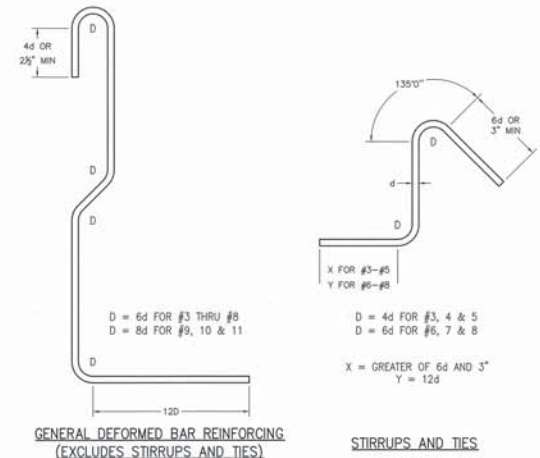 D
4d OR
2½" MIN
D
D
D
D = 6d FOR #3 THRU #8
D = 8d FOR #9, 10 & 11
12D
GENERAL DEFORMED BAR REINFORCING
(EXCLUDES STIRRUPS AND TIES)
135°0"
6d OR
3" MIN
D
d
D
X FOR #3-#5
Y FOR #6-#8
D = 4d FOR #3, 4 & 5
D = 6d FOR #6, 7 & 8
X = GREATER OF 6d AND 3"
Y = 12d
STIRRUPS AND TIES